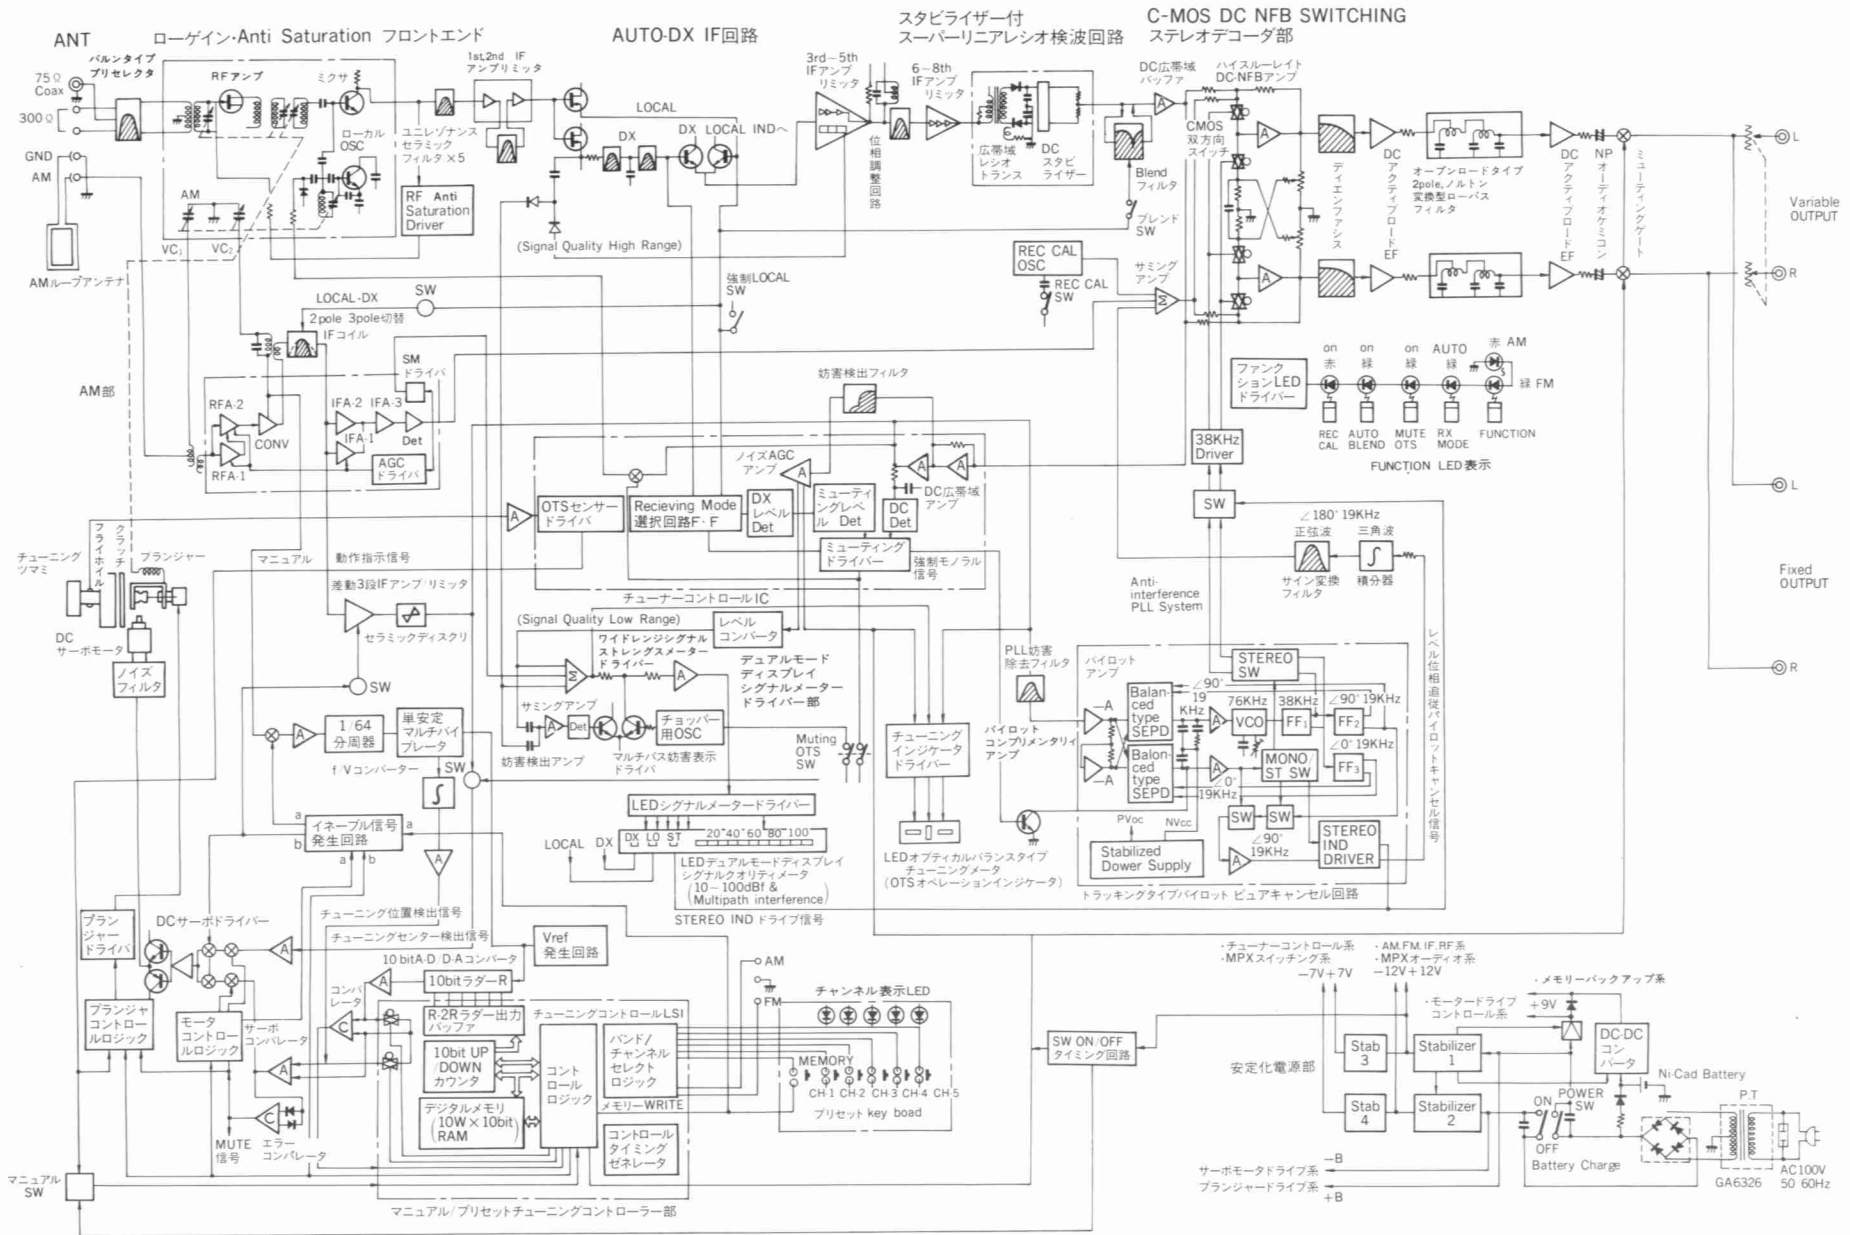 ANT
ローゲイン・Anti Saturation フロントエンド
AUTO-DX IF回路
スタビライザー付
スーパーリニアレシオ検波回路
C-MOS DC NFB SWITCHING
ステレオデコーダ部
バルンタイプ
プリセレクタ
75Ω
Coax
300Ω
GND
AM
AMループアンテナ
RFアンプ
ミクサ
ローカル
OSC
AM
VC₁
VC₂
1st,2nd IF
アンプリミッタ
ユニレゾナンス
セラミック
フィルタ×5
RF Anti
Saturation
Driver
LOCAL
DX
DX LOCAL INDへ
(Signal Quality High Range)
3rd~5th
IFアンプ
リミッタ
位相調整回路
6~8th
IFアンプ
リミッタ
広帯域
レシオ
トランス
DC
DC
スタビ
ライザー
DC広帯域
バッファ
Blend
フィルタ
ブレンド
SW
ハイスルーレイト
DC-NFBアンプ
A
CMOS
双方向
スイッチ
A
A
ディエンファシス
DCアクティブロードEF
オープンロードタイプ
2pole,ノルトン
変換型ローパス
フィルタ
DCアクティブロードEF
NPオーディオケミコン
ミューティングゲート
L
Variable
OUTPUT
R
REC CAL
OSC
REC CAL
SW
サミング
アンプ
Σ
LOCAL-DX
SW
強制LOCAL
SW
2pole 3pole切替
IFコイル
AM部
SM
ドライバ
RFA-2
RFA-1
CONV
IFA-2
IFA-3
IFA-1
Det
AGC
ドライバ
妨害検出フィルタ
ファンク
ションLED
ドライバー
on
赤
on
緑
on
緑
AUTO
緑
赤 AM
緑 FM
REC
CAL
AUTO
BLEND
MUTE
OTS
RX
MODE
FUNCTION
FUNCTION LED表示
38KHz
Driver
SW
ノイズAGC
アンプ
A
A
A
DC広帯域
アンプ
A
OTSセンサー
ドライバ
Recieving Mode
選択回路F・F
DX
レベル
Det
ミューティ
ングレベ
ル Det
DC
Det
ミューティング
ドライバー
強制モノラル
信号
チューナーコントロールIC
∠180°19KHz
正弦波
三角波
サイン変換
フィルタ
積分器
Anti-
interference
PLL System
L
Fixed
OUTPUT
R
チューニング
ツマミ
フライホイル
クラッチ
プランジャー
DC
サーボモータ
ノイズ
フィルタ
マニュアル
動作指示信号
差動3段IFアンプ/リミッタ
セラミックディスクリ
SW
(Signal Quality Low Range)
レベル
コンバータ
ワイドレンジシグナル
ストレングスメーター
ドライバー
Σ
A
デュアルモード
ディスプレイ
シグナルメーター
ドライバー部
サミングアンプ
A
Det
妨害検出アンプ
チョッパー
用OSC
マルチパス妨害表示
ドライバ
Muting
OTS
SW
チューニング
インジケータ
ドライバー
LEDオプティカルバランスタイプ
チューニングメータ
(OTSオペレーションインジケータ)
PLL妨害
除去フィルタ
パイロット
アンプ
パイロット
コンプリメンタリィ
アンプ
-A
-A
Balan-
ced
type
SEPD
Balon-
ced
type
SEPD
∠90°
19
KHz
STEREO
SW
76KHz
38KHz
∠90°19KHz
A
VCO
FF₁
FF₂
∠0°19KHz
A
MONO/
ST SW
FF₃
∠0°
19KHz
SW
SW
∠90°
19KHz
A
STEREO
IND
DRIVER
PVoc
NVcc
Stabilized
Dower Supply
トラッキングタイプパイロット ピュアキャンセル回路
レベル位相追従パイロットキャンセル信号
A
1/64
分周器
単安定
マルチバイ
ブレータ
f/Vコンバーター
SW
イネーブル信号
発生回路
a
b
a
a
b
A
LEDシグナルメータードライバー
DX
LO
ST
20 40 60 80 100
LOCAL
DX
LEDデュアルモードディスプレイ
シグナルクオリティメータ
(10~100dBf &
Multipath interference)
STEREO IND ドライブ信号
チューニング位置検出信号
チューニングセンター検出信号
プラン
ジャー
ドライバ
DCサーボドライバー
A
プランジャ
コントロー
ルロジック
モータ
コントロー
ルロジック
サーボ
コンパレータ
A
C
MUTE
信号
エラー
コンパレータ
マニュアル
SW
Vref
発生回路
10 bitA-D/D-Aコンバータ
A
10bitラダーR
コンパ
レータ
C
R-2Rラダー出力
バッファ
10bit UP
/DOWN
カウンタ
デジタルメモリ
(10W×10bit)
RAM
コント
ロール
ロジック
チューニングコントロールLSI
バンド/
チャンネル
セレクト
ロジック
メモリーWRITE
コントロール
タイミング
ゼネレータ
マニュアル/プリセットチューニングコントローラー部
AM
FM
チャンネル表示LED
MEMORY
CH-1 CH-2 CH-3 CH-4 CH-5
プリセット key boad
SW ON/OFF
タイミング回路
・チューナーコントロール系
・MPXスイッチング系
-7V+7V
・AM.FM.IF.RF系
・MPXオーディオ系
-12V+12V
・メモリーバックアップ系
・モータードライブ
コントロール系
+9V
安定化電源部
Stab
3
Stabilizer
1
Stab
4
Stabilizer
2
DC-DC
コン
バータ
Ni-Cad Battery
POWER
SW
ON
OFF
Battery Charge
P.T
GA6326
AC100V
50 60Hz
-B
サーボモータドライブ系
プランジャードライブ系
+B